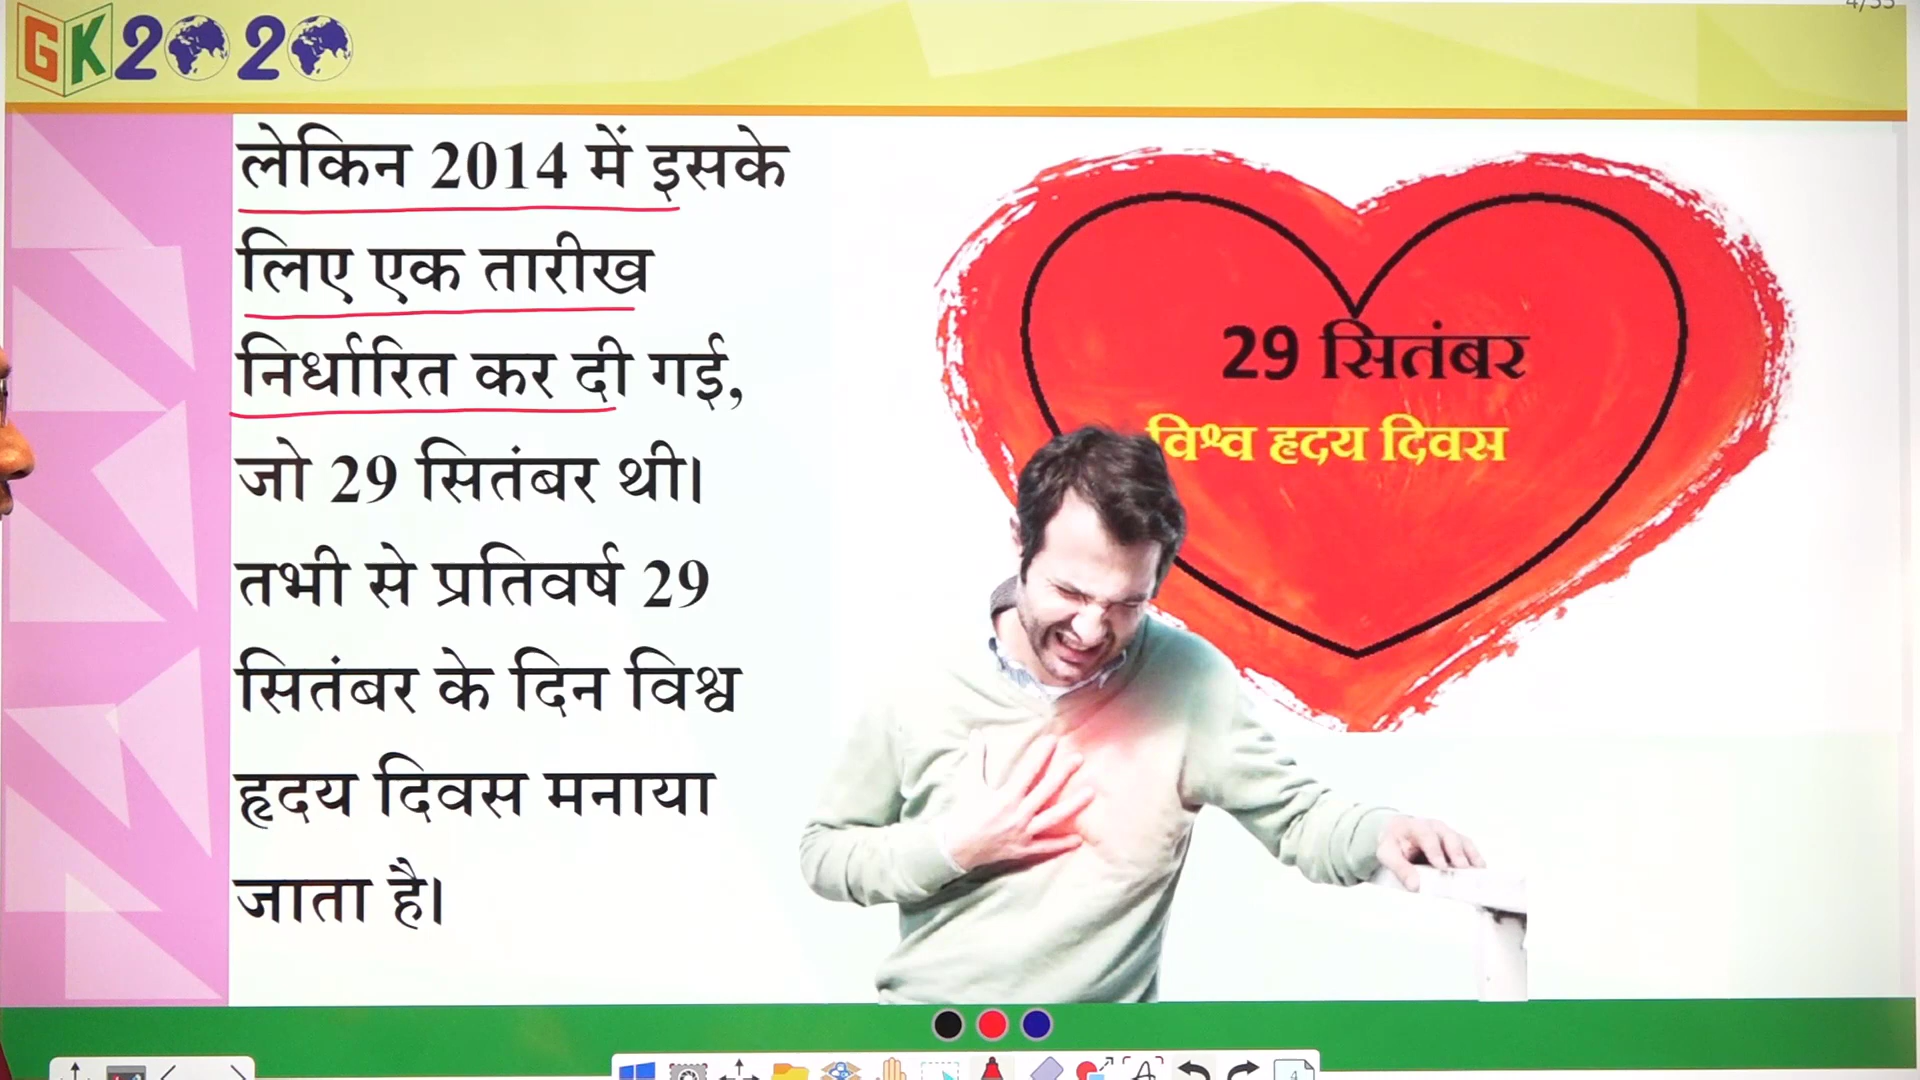 GK2020
लेकिन 2014 में इसके
लिए एक तारीख
निर्धारित कर दी गई,
जो 29 सितंबर थी।
तभी से प्रतिवर्ष 29
सितंबर के दिन विश्व
हृदय दिवस मनाया
जाता है।
29 सितंबर
विश्व हृदय दिवस
4